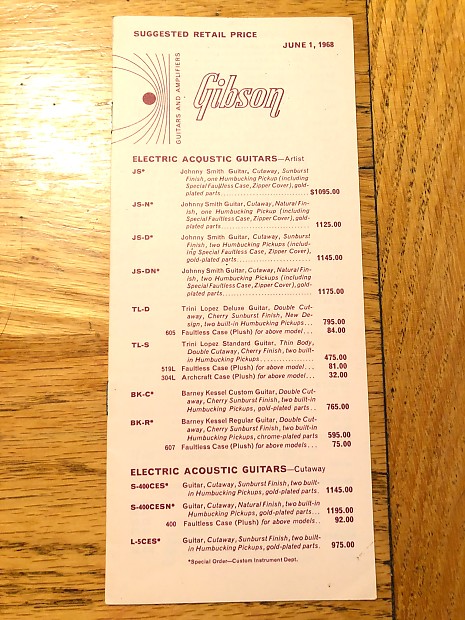 SUGGESTED RETAIL PRICE
JUNE 1, 1968
GUITARS AND AMPLIFIERS
Gibson
ELECTRIC ACOUSTIC GUITARS—Artist
JS* Johnny Smith Guitar, Cutaway, Sunburst
Finish, one Humbucking Pickup (including
Special Faultless Case, Zipper Cover), gold-
plated parts.................... $1095.00
JS-N* Johnny Smith Guitar, Cutaway, Natural Fin-
ish, one Humbucking Pickup (including
Special Faultless Case, Zipper Cover), gold-
plated parts.................... 1125.00
JS-D* Johnny Smith Guitar, Cutaway, Sunburst
Finish, two Humbucking Pickups (includ-
ing Special Faultless Case, Zipper Cover),
gold-plated parts............... 1145.00
JS-DN* Johnny Smith Guitar, Cutaway, Natural Fin-
ish, two Humbucking Pickups (including
Special Faultless Case, Zipper Cover), gold-
plated parts.................... 1175.00
TL-D Trini Lopez Deluxe Guitar, Double Cut-
away, Cherry Sunburst Finish, New De-
sign, two built-in Humbucking Pickups... 795.00
605 Faultless Case (Plush) for above model... 84.00
TL-S Trini Lopez Standard Guitar, Thin Body,
Double Cutaway, Cherry Finish, two built-
in Humbucking Pickups................ 475.00
519L Faultless Case (Plush) for above model... 81.00
304L Archcraft Case (Plush) for above model... 32.00
BK-C* Barney Kessel Custom Guitar, Double Cut-
away, Cherry Sunburst Finish, two built-in
Humbucking Pickups, gold-plated parts.. 765.00
BK-R* Barney Kessel Regular Guitar, Double Cut-
away, Cherry Sunburst Finish, two built-in
Humbucking Pickups, chrome-plated parts 595.00
607 Faultless Case (Plush) for above models... 75.00
ELECTRIC ACOUSTIC GUITARS—Cutaway
S-400CES* Guitar, Cutaway, Sunburst Finish, two built-
in Humbucking Pickups, gold-plated parts... 1145.00
S-400CESN* Guitar, Cutaway, Natural Finish, two built-
in Humbucking Pickups, gold-plated parts... 1195.00
400 Faultless Case (Plush) for above models.. 92.00
L-5CES* Guitar, Cutaway, Sunburst Finish, two built-
in Humbucking Pickups, gold-plated parts... 975.00
*Special Order—Custom Instrument Dept.